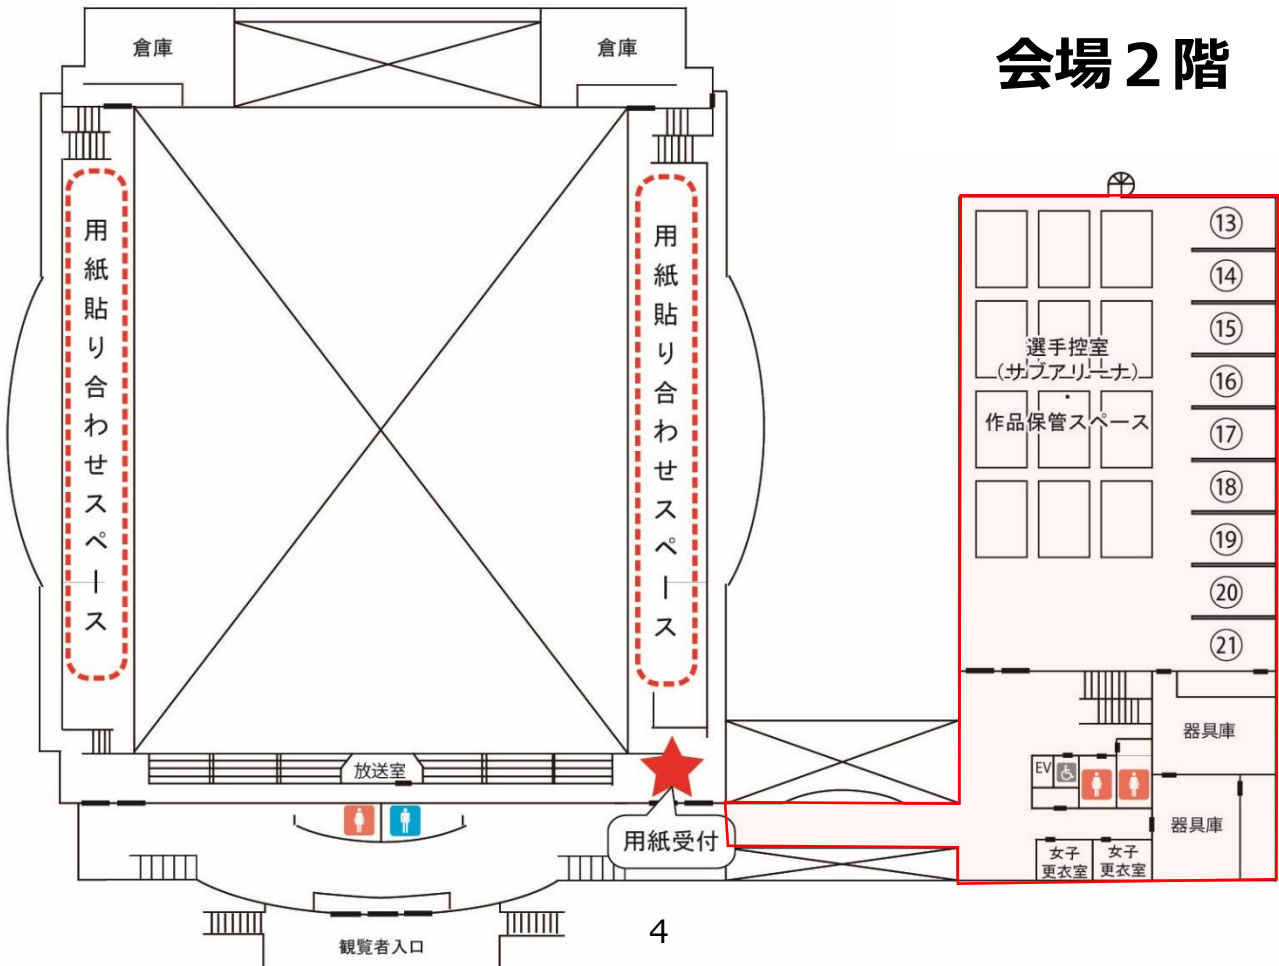 会場２階
倉庫
倉庫
用紙貼り合わせスペース
用紙貼り合わせスペース
選手控室
(サブアリーナ)
・
作品保管スペース
⑬
⑭
⑮
⑯
⑰
⑱
⑲
⑳
㉑
放送室
用紙受付
器具庫
EV
器具庫
女子
更衣室
女子
更衣室
観覧者入口
4